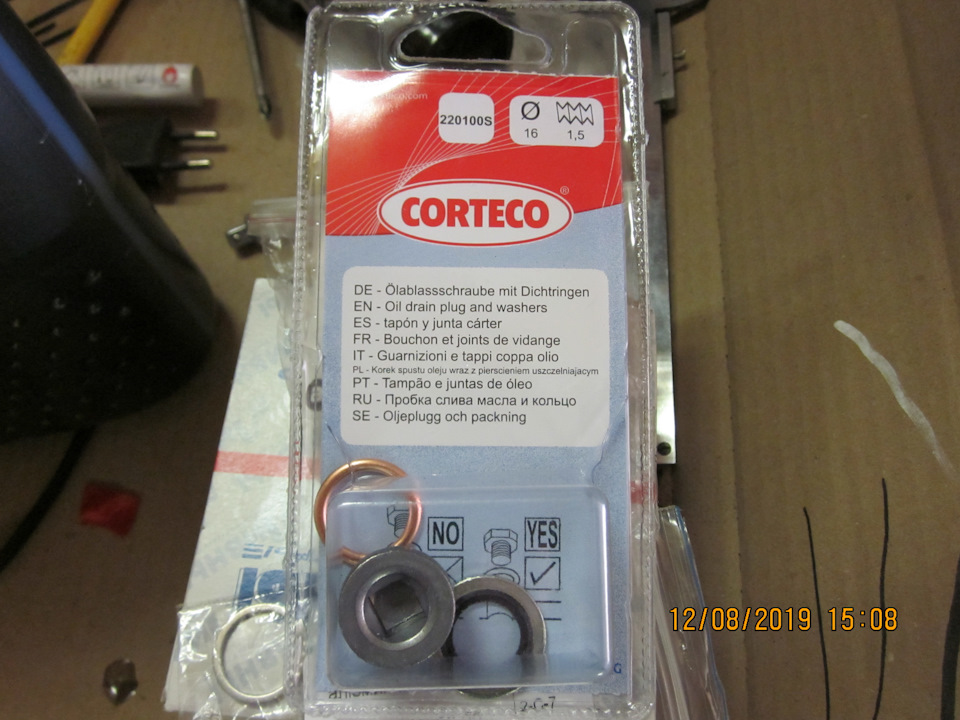 220100S
Ø
16
1,5
CORTECO®
DE - Ölablassschraube mit Dichtringen
EN - Oil drain plug and washers
ES - tapón y junta cárter
FR - Bouchon et joints de vidange
IT - Guarnizioni e tappi coppa olio
PL - Korek spustu oleju wraz z pierscieniem uszczelniajacym
PT - Tampão e juntas de óleo
RU - Пробка слива масла и кольцо
SE - Oljeplugg och packning
NO YES
G
12/08/2019 15:08